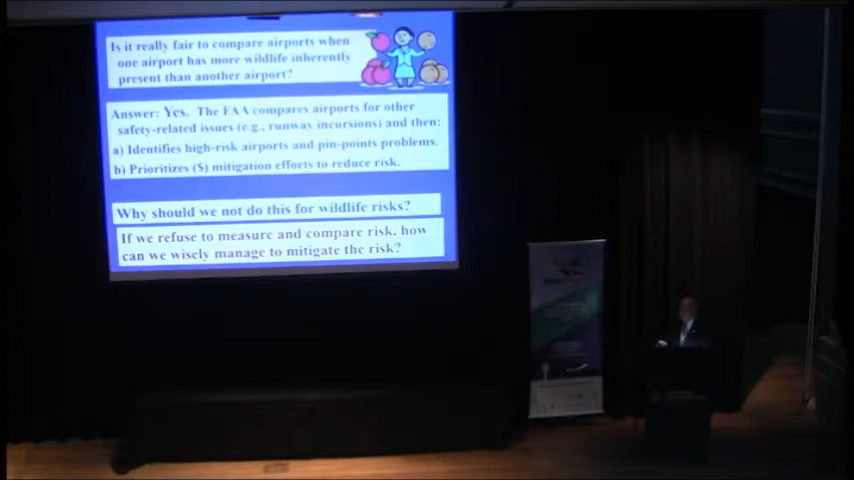 Is it really fair to compare airports when
one airport has more wildlife inherently
present than another airport?
Answer: Yes. The FAA compares airports for other
safety-related issues (e.g., runway incursions) and then:
a) Identifies high-risk airports and pin-points problems.
b) Prioritizes ($) mitigation efforts to reduce risk.
Why should we not do this for wildlife risks?
If we refuse to measure and compare risk, how
can we wisely manage to mitigate the risk?